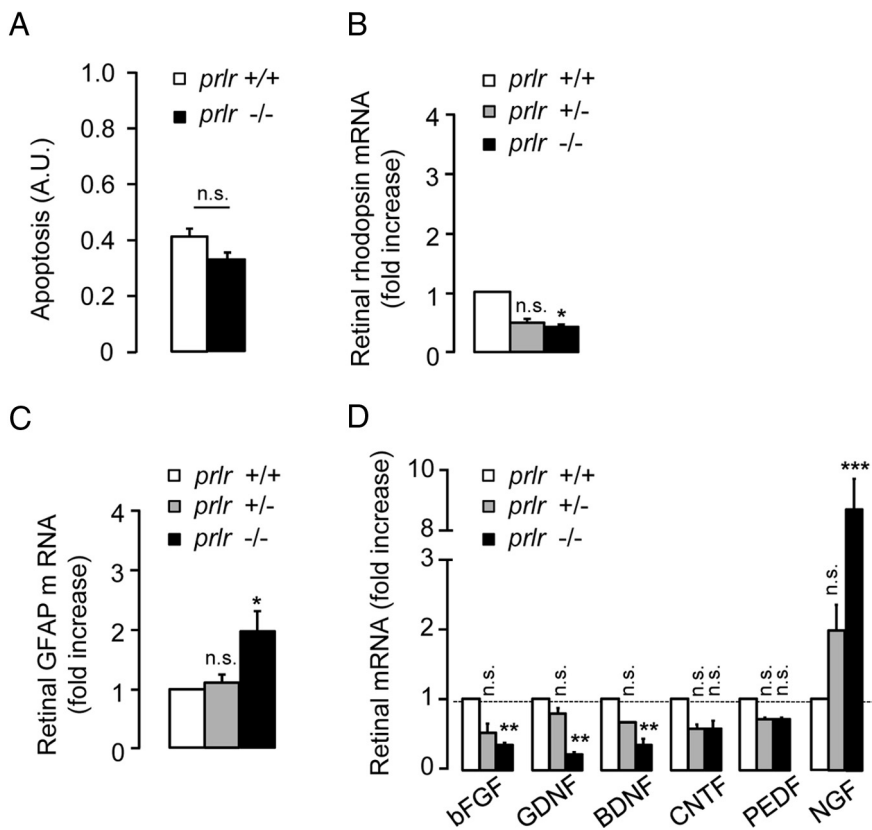 A
Apoptosis (A.U.)
1.0
0.8
0.6
0.4
0.2
0
prlr +/+
prlr -/-
n.s.
B
Retinal rhodopsin mRNA
(fold increase)
4
3
2
1
0
prlr +/+
prlr +/-
prlr -/-
n.s.
*
C
Retinal GFAP m RNA
(fold increase)
4
3
2
1
0
prlr +/+
prlr +/-
prlr -/-
n.s.
*
D
Retinal mRNA (fold increase)
10
8
3
2
1
0
prlr +/+
prlr +/-
prlr -/-
n.s.
**
n.s.
**
n.s.
**
n.s.
n.s.
n.s.
n.s.
n.s.
***
bFGF
GDNF
BDNF
CNTF
PEDF
NGF